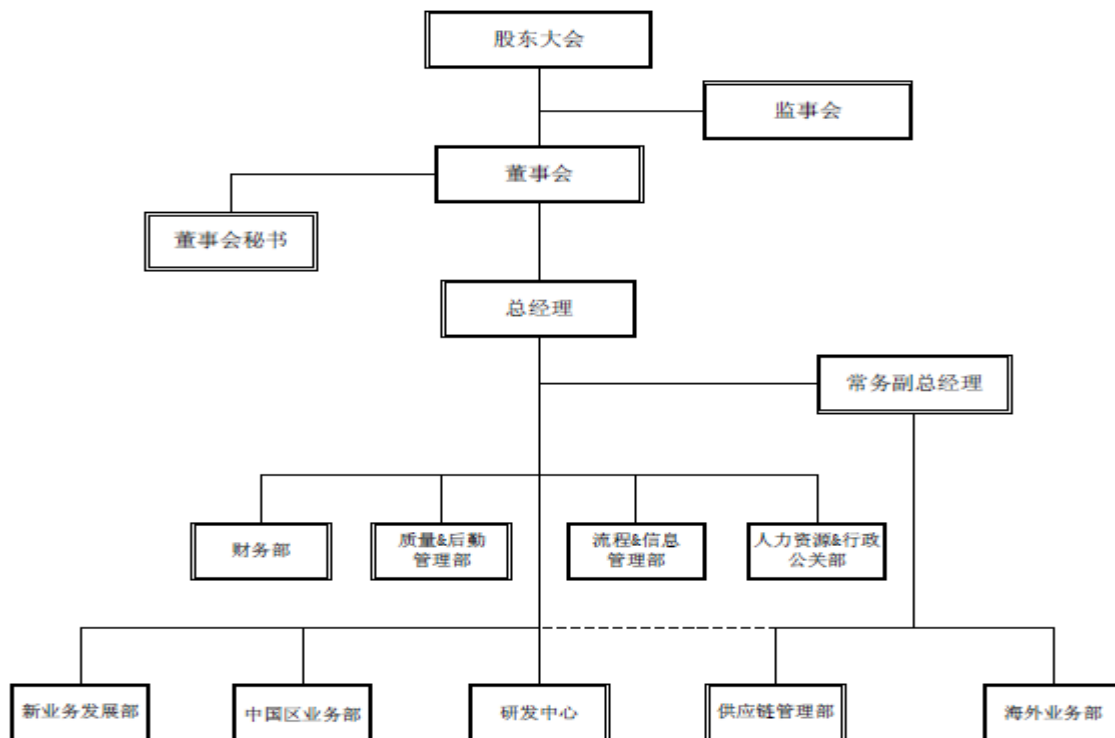 股东大会
监事会
董事会
董事会秘书
总经理
常务副总经理
财务部
质量&后勤
管理部
流程&信息
管理部
人力资源&行政
公关部
新业务发展部
中国区业务部
研发中心
供应链管理部
海外业务部